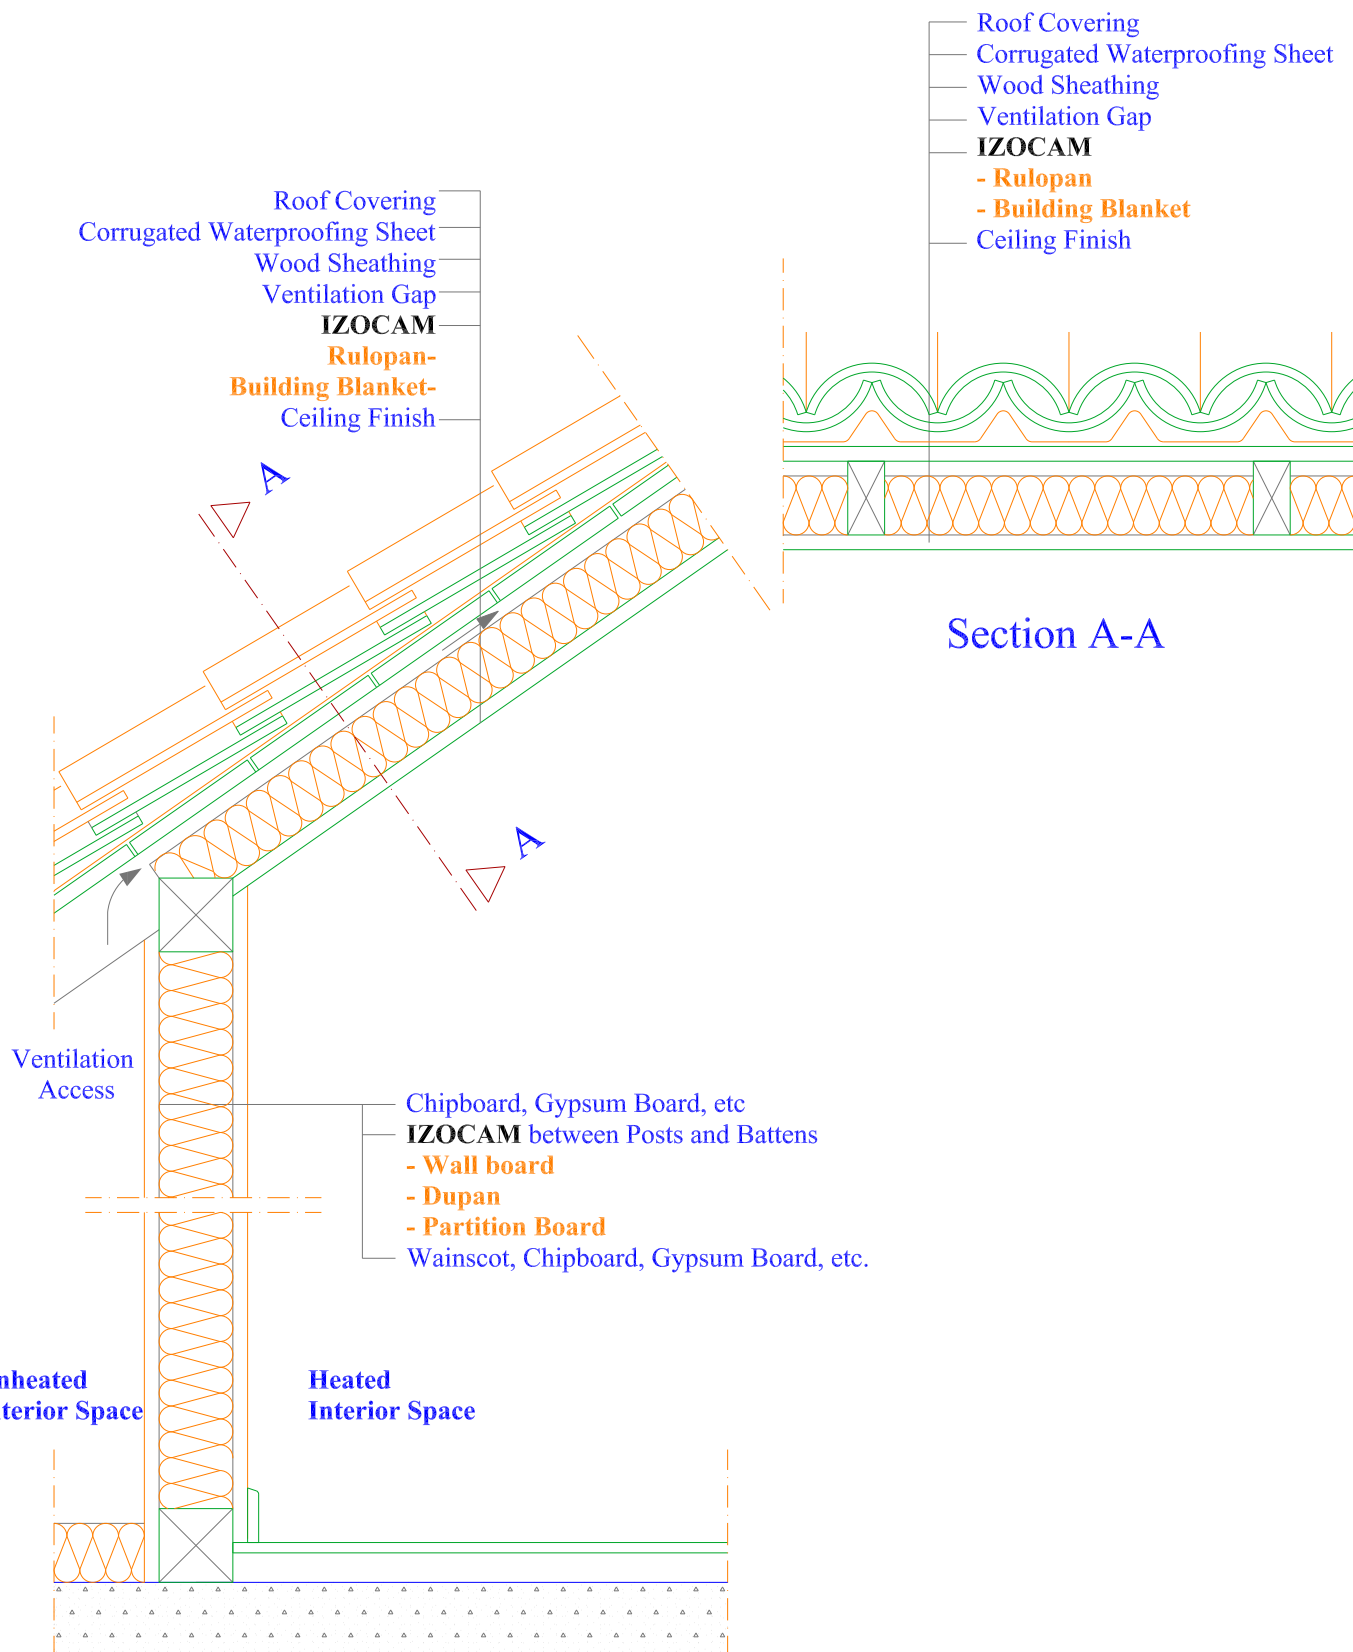 Roof Covering
Corrugated Waterproofing Sheet
Wood Sheathing
Ventilation Gap
IZOCAM
- Rulopan
- Building Blanket
Ceiling Finish
Roof Covering
Corrugated Waterproofing Sheet
Wood Sheathing
Ventilation Gap
IZOCAM
Rulopan-
Building Blanket-
Ceiling Finish
A
Section A-A
A
Ventilation
Access
Chipboard, Gypsum Board, etc
IZOCAM between Posts and Battens
- Wall board
- Dupan
- Partition Board
Wainscot, Chipboard, Gypsum Board, etc.
nheated
terior Space
Heated
Interior Space